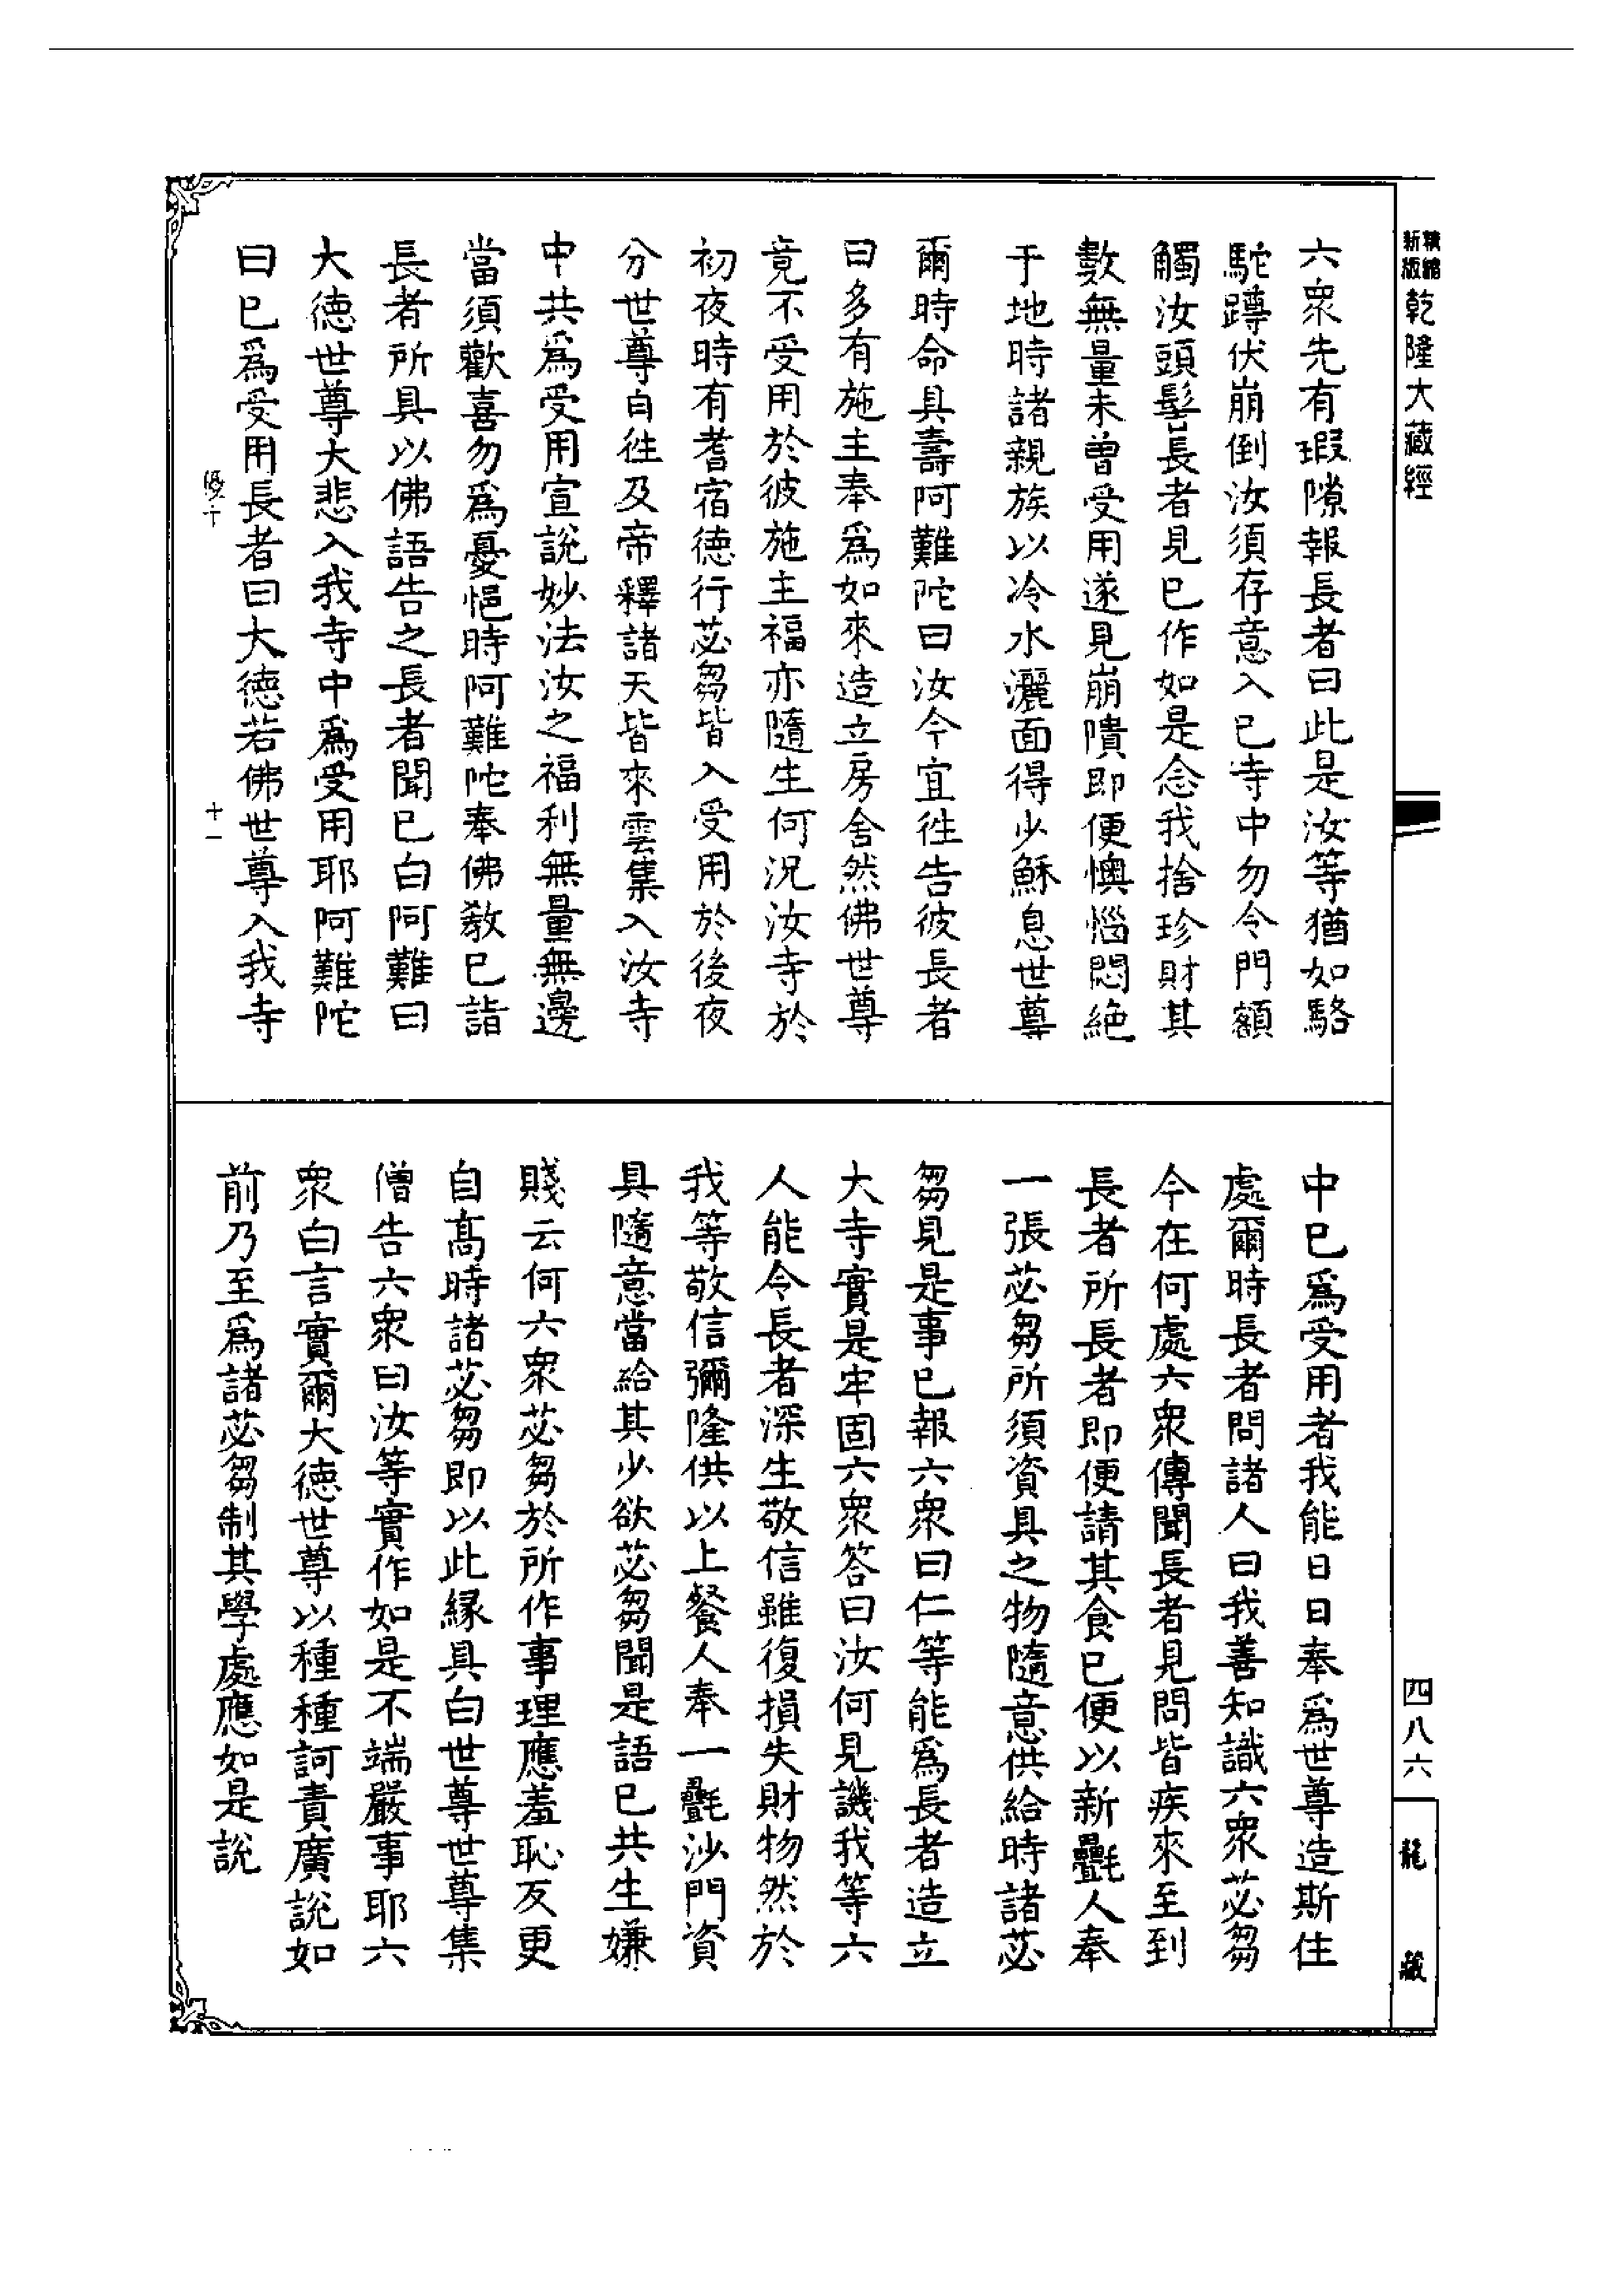 新版
精縮
乾隆大藏經
六衆先有瑕隙報長者曰此是汝等猶如駱
駝蹲伏崩倒汝須存意入已寺中勿令門額
觸汝頭髻長者見已作如是念我捨珍財其
數無量未曾受用遂見崩隤即便懊惱悶絕
于地時諸親族以冷水灑面得少穌息世尊
爾時命具壽阿難陀曰汝今宜徃告彼長者
曰多有施主奉爲如來造立房舍然佛世尊
竟不受用於彼施主福亦隨生何況汝寺於
初夜時有耆宿德行苾芻皆入受用於後夜
分世尊自徃及帝釋諸天皆來雲集入汝寺
中共爲受用宣說妙法汝之福利無量無邊
當須歡喜勿爲憂悒時阿難陀奉佛教已詣
長者所具以佛語告之長者聞已白阿難曰
大德世尊大悲入我寺中爲受用耶阿難陀
曰已爲受用長者曰大德若佛世尊入我寺
優十
十一
中已爲受用者我能日日奉爲世尊造斯住
處爾時長者問諸人曰我善知識六衆苾芻
今在何處六衆傳聞長者見問皆疾來至到
長者所長者即便請其食已便以新㲲人奉
一張苾芻所須資具之物隨意供給時諸苾
芻見是事已報六衆曰仁等能爲長者造立
大寺實是牢固六衆答曰汝何見譏我等六
人能令長者深生敬信雖復損失財物然於
我等敬信彌隆供以上餐人奉一㲲沙門資
具隨意當給其少欲苾芻聞是語已共生嫌
賤云何六衆苾芻於所作事理應羞恥反更
自髙時諸苾芻即以此緣具白世尊世尊集
僧告六衆曰汝等實作如是不端嚴事耶六
衆白言實爾大德世尊以種種訶責廣說如
前乃至爲諸苾芻制其學處應如是說
四八六
龍藏